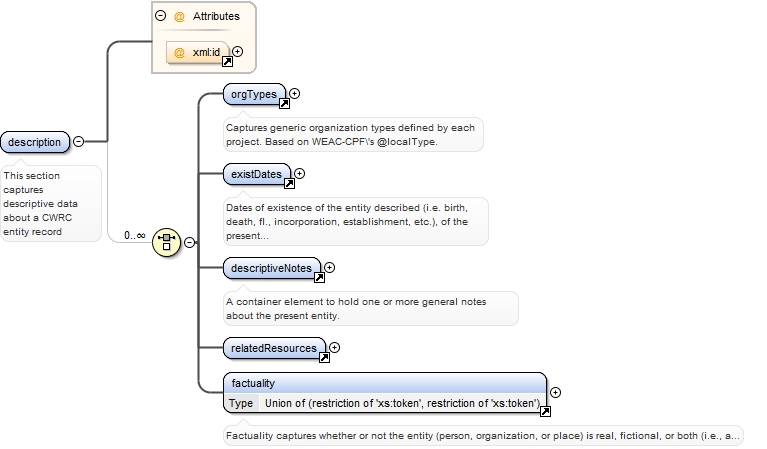 Attributes
@ xml:id
description
This section
captures
descriptive data
about a CWRC
entity record
0..∞
orgTypes
Captures generic organization types defined by each
project. Based on WEAC-CPF\'s @localType.
existDates
Dates of existence of the entity described (i.e. birth,
death, fl., incorporation, establishment, etc.), of the
present...
descriptiveNotes
A container element to hold one or more general notes
about the present entity.
relatedResources
factuality
Type Union of (restriction of 'xs:token', restriction of 'xs:token')
Factuality captures whether or not the entity (person, organization, or place) is real, fictional, or both (i.e., a...